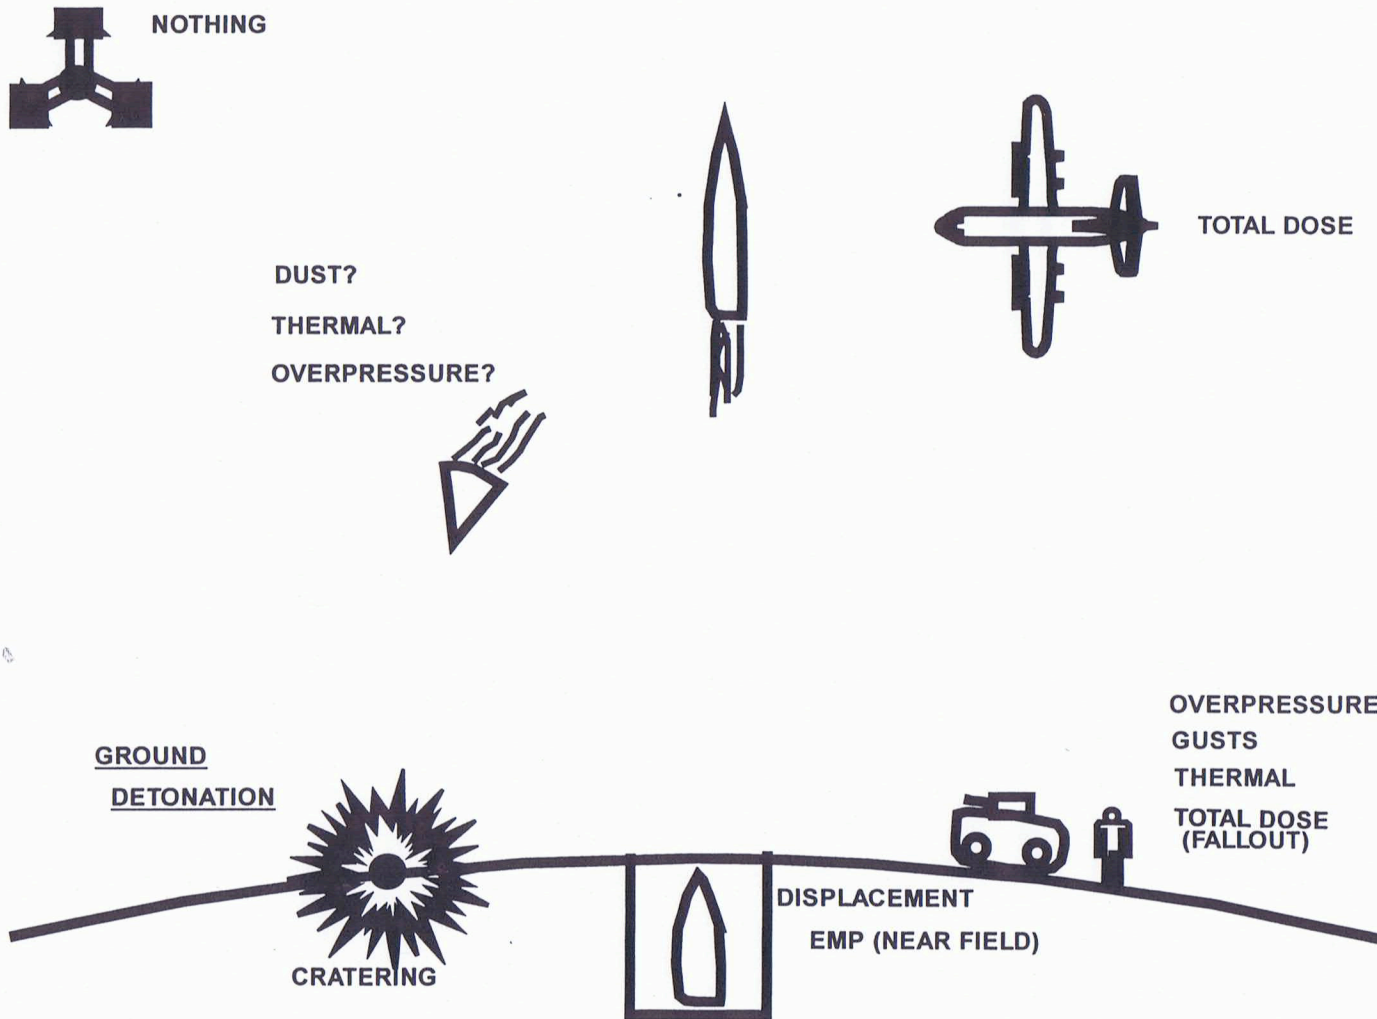 NOTHING
TOTAL DOSE
DUST?
THERMAL?
OVERPRESSURE?
GROUND
DETONATION
OVERPRESSURE
GUSTS
THERMAL
TOTAL DOSE
(FALLOUT)
DISPLACEMENT
EMP (NEAR FIELD)
CRATERING